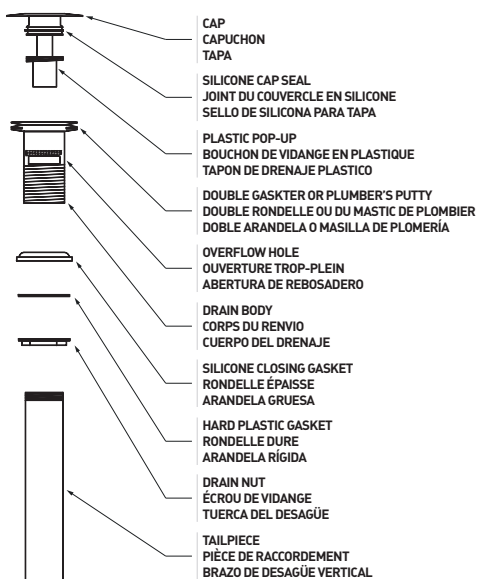 CAP
CAPUCHON
TAPA
SILICONE CAP SEAL
JOINT DU COUVERCLE EN SILICONE
SELLO DE SILICONA PARA TAPA
PLASTIC POP-UP
BOUCHON DE VIDANGE EN PLASTIQUE
TAPON DE DRENAJE PLASTICO
DOUBLE GASKTER OR PLUMBER'S PUTTY
DOUBLE RONDELLE OU DU MASTIC DE PLOMBIER
DOBLE ARANDELA O MASILLA DE PLOMERÍA
OVERFLOW HOLE
OUVERTURE TROP-PLEIN
ABERTURA DE REBOSADERO
DRAIN BODY
CORPS DU RENVIO
CUERPO DEL DRENAJE
SILICONE CLOSING GASKET
RONDELLE ÉPAISSE
ARANDELA GRUESA
HARD PLASTIC GASKET
RONDELLE DURE
ARANDELA RÍGIDA
DRAIN NUT
ÉCROU DE VIDANGE
TUERCA DEL DESAGÜE
TAILPIECE
PIÈCE DE RACCORDEMENT
BRAZO DE DESAGÜE VERTICAL